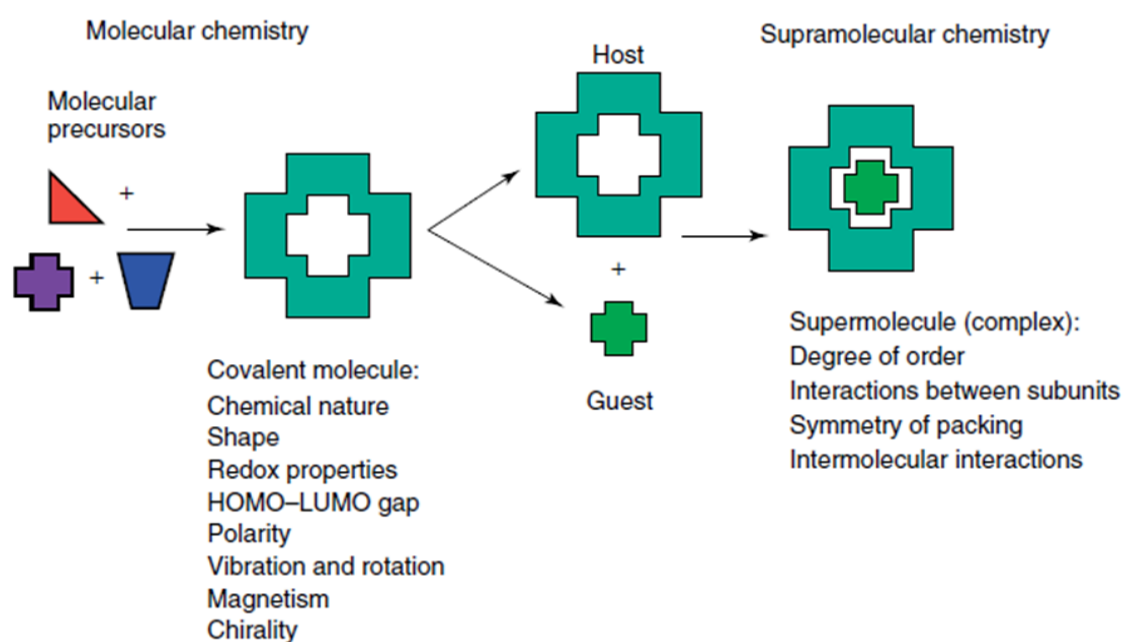 Molecular chemistry
Supramolecular chemistry
Host
Molecular
precursors
+
+
+
Guest
Covalent molecule:
Chemical nature
Shape
Redox properties
HOMO–LUMO gap
Polarity
Vibration and rotation
Magnetism
Chirality
Supermolecule (complex):
Degree of order
Interactions between subunits
Symmetry of packing
Intermolecular interactions